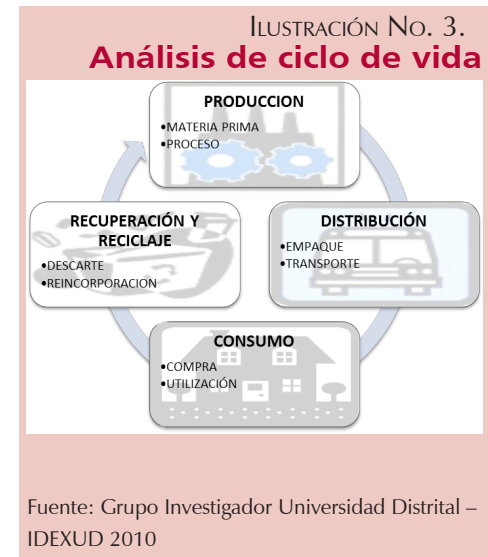 Ilustración No. 3.
Análisis de ciclo de vida
PRODUCCION
•MATERIA PRIMA
•PROCESO
RECUPERACIÓN Y
RECICLAJE
•DESCARTE
•REINCORPORACION
DISTRIBUCIÓN
•EMPAQUE
•TRANSPORTE
CONSUMO
•COMPRA
•UTILIZACIÓN
Fuente: Grupo Investigador Universidad Distrital –
IDEXUD 2010